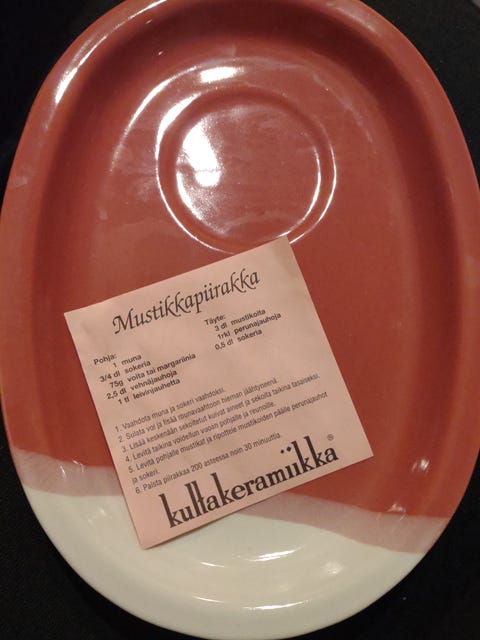 Mustikkapiirakka
Pohja:
1 muna
3/4 dl sokeria
75g voita tai margariinia
2,5 dl vehnäjauhoja
1 tl leivinjauhetta
Täyte:
3 dl mustikoita
1rkl perunajauhoja
0,5 dl sokeria
1. Vaahdota muna ja sokeri vaahdoksi.
2. Sulata voi ja lisää munavaahtoon hieman jäähtyneenä.
3. Lisää keskenään sekoitetut kuivat aineet ja sekoita taikina tasaiseksi.
4. Levitä taikina voidellun vuoan pohjalle ja reunoille.
5. Levitä pohjalle mustikat ja ripottele mustikoiden päälle perunajauhot
ja sokeri.
6. Paista piirakkaa 200 asteessa noin 30 minuuttia.
kultakeramiikka ®